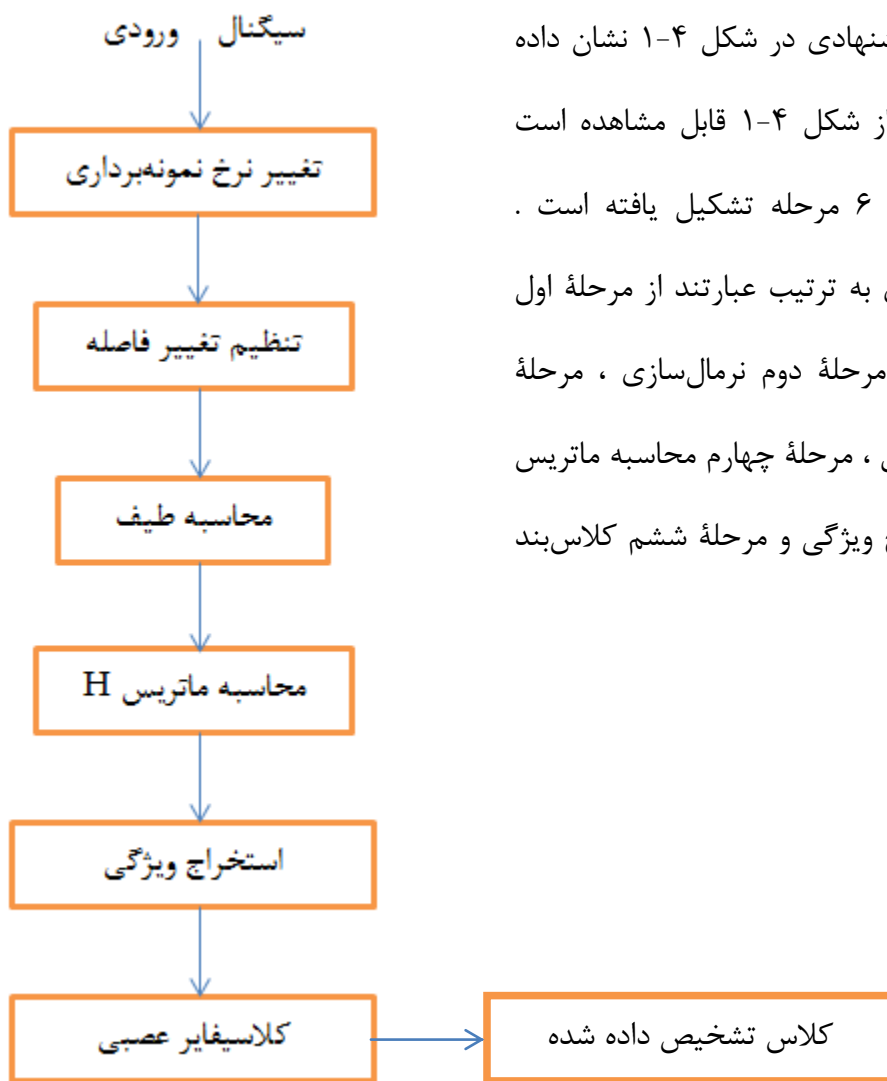 سیگنال ورودی
تغییر نرخ نمونه‌برداری
تنظیم تغییر فاصله
محاسبه طیف
محاسبه ماتریس H
استخراج ویژگی
کلاسیفایر عصبی
کلاس تشخیص داده شده
در شکل ۴-۱ نشان داده
از شکل ۴-۱ قابل مشاهده است
۶ مرحله تشکیل یافته است .
به ترتیب عبارتند از مرحلهٔ اول
مرحلهٔ دوم نرمال‌سازی ، مرحلهٔ
، مرحلهٔ چهارم محاسبه ماتریس
ویژگی و مرحلهٔ ششم کلاس‌بند